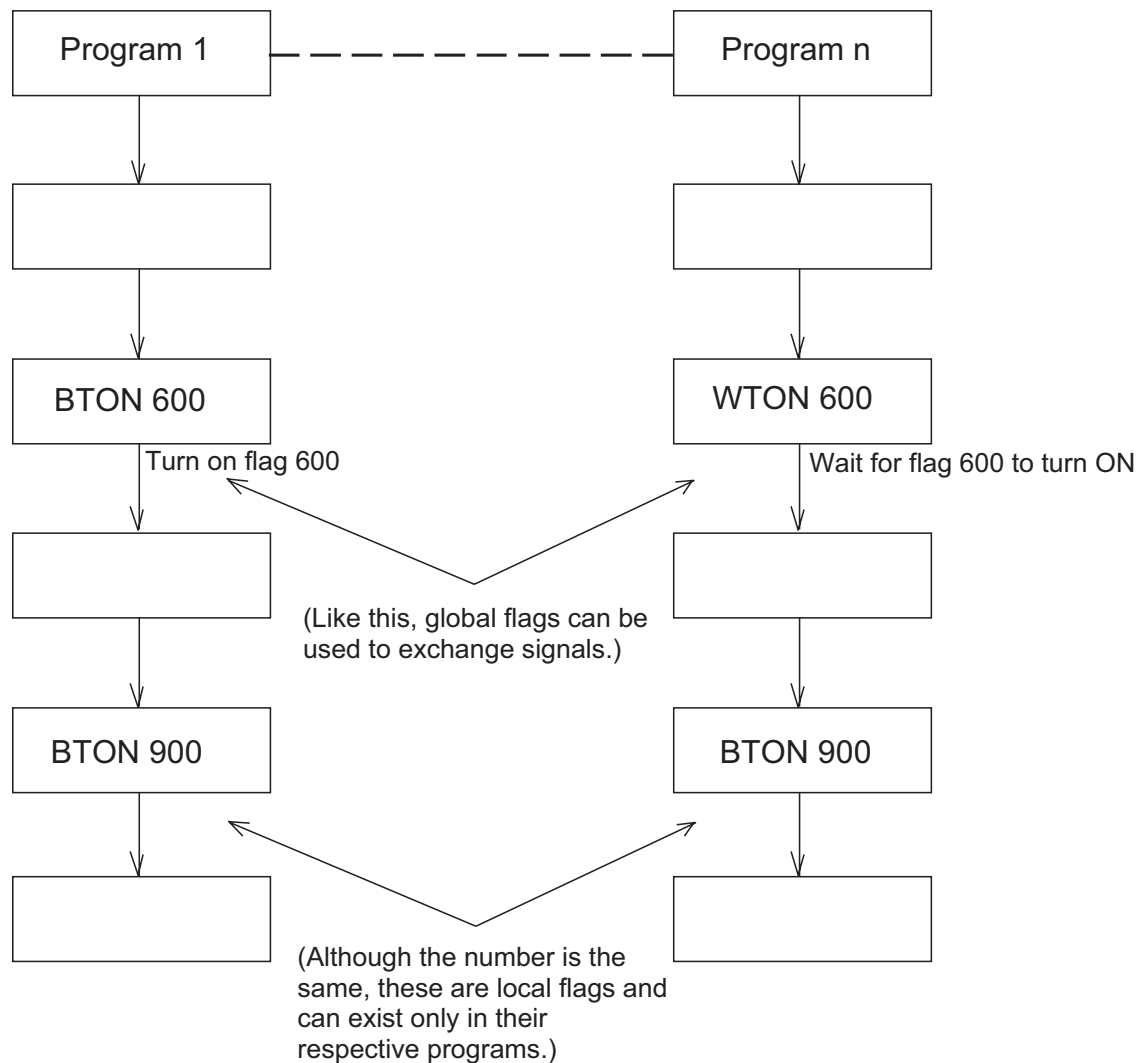 Program 1
Program n
BTON 600
WTON 600
Turn on flag 600
Wait for flag 600 to turn ON
(Like this, global flags can be
used to exchange signals.)
BTON 900
BTON 900
(Although the number is the
same, these are local flags and
can exist only in their
respective programs.)